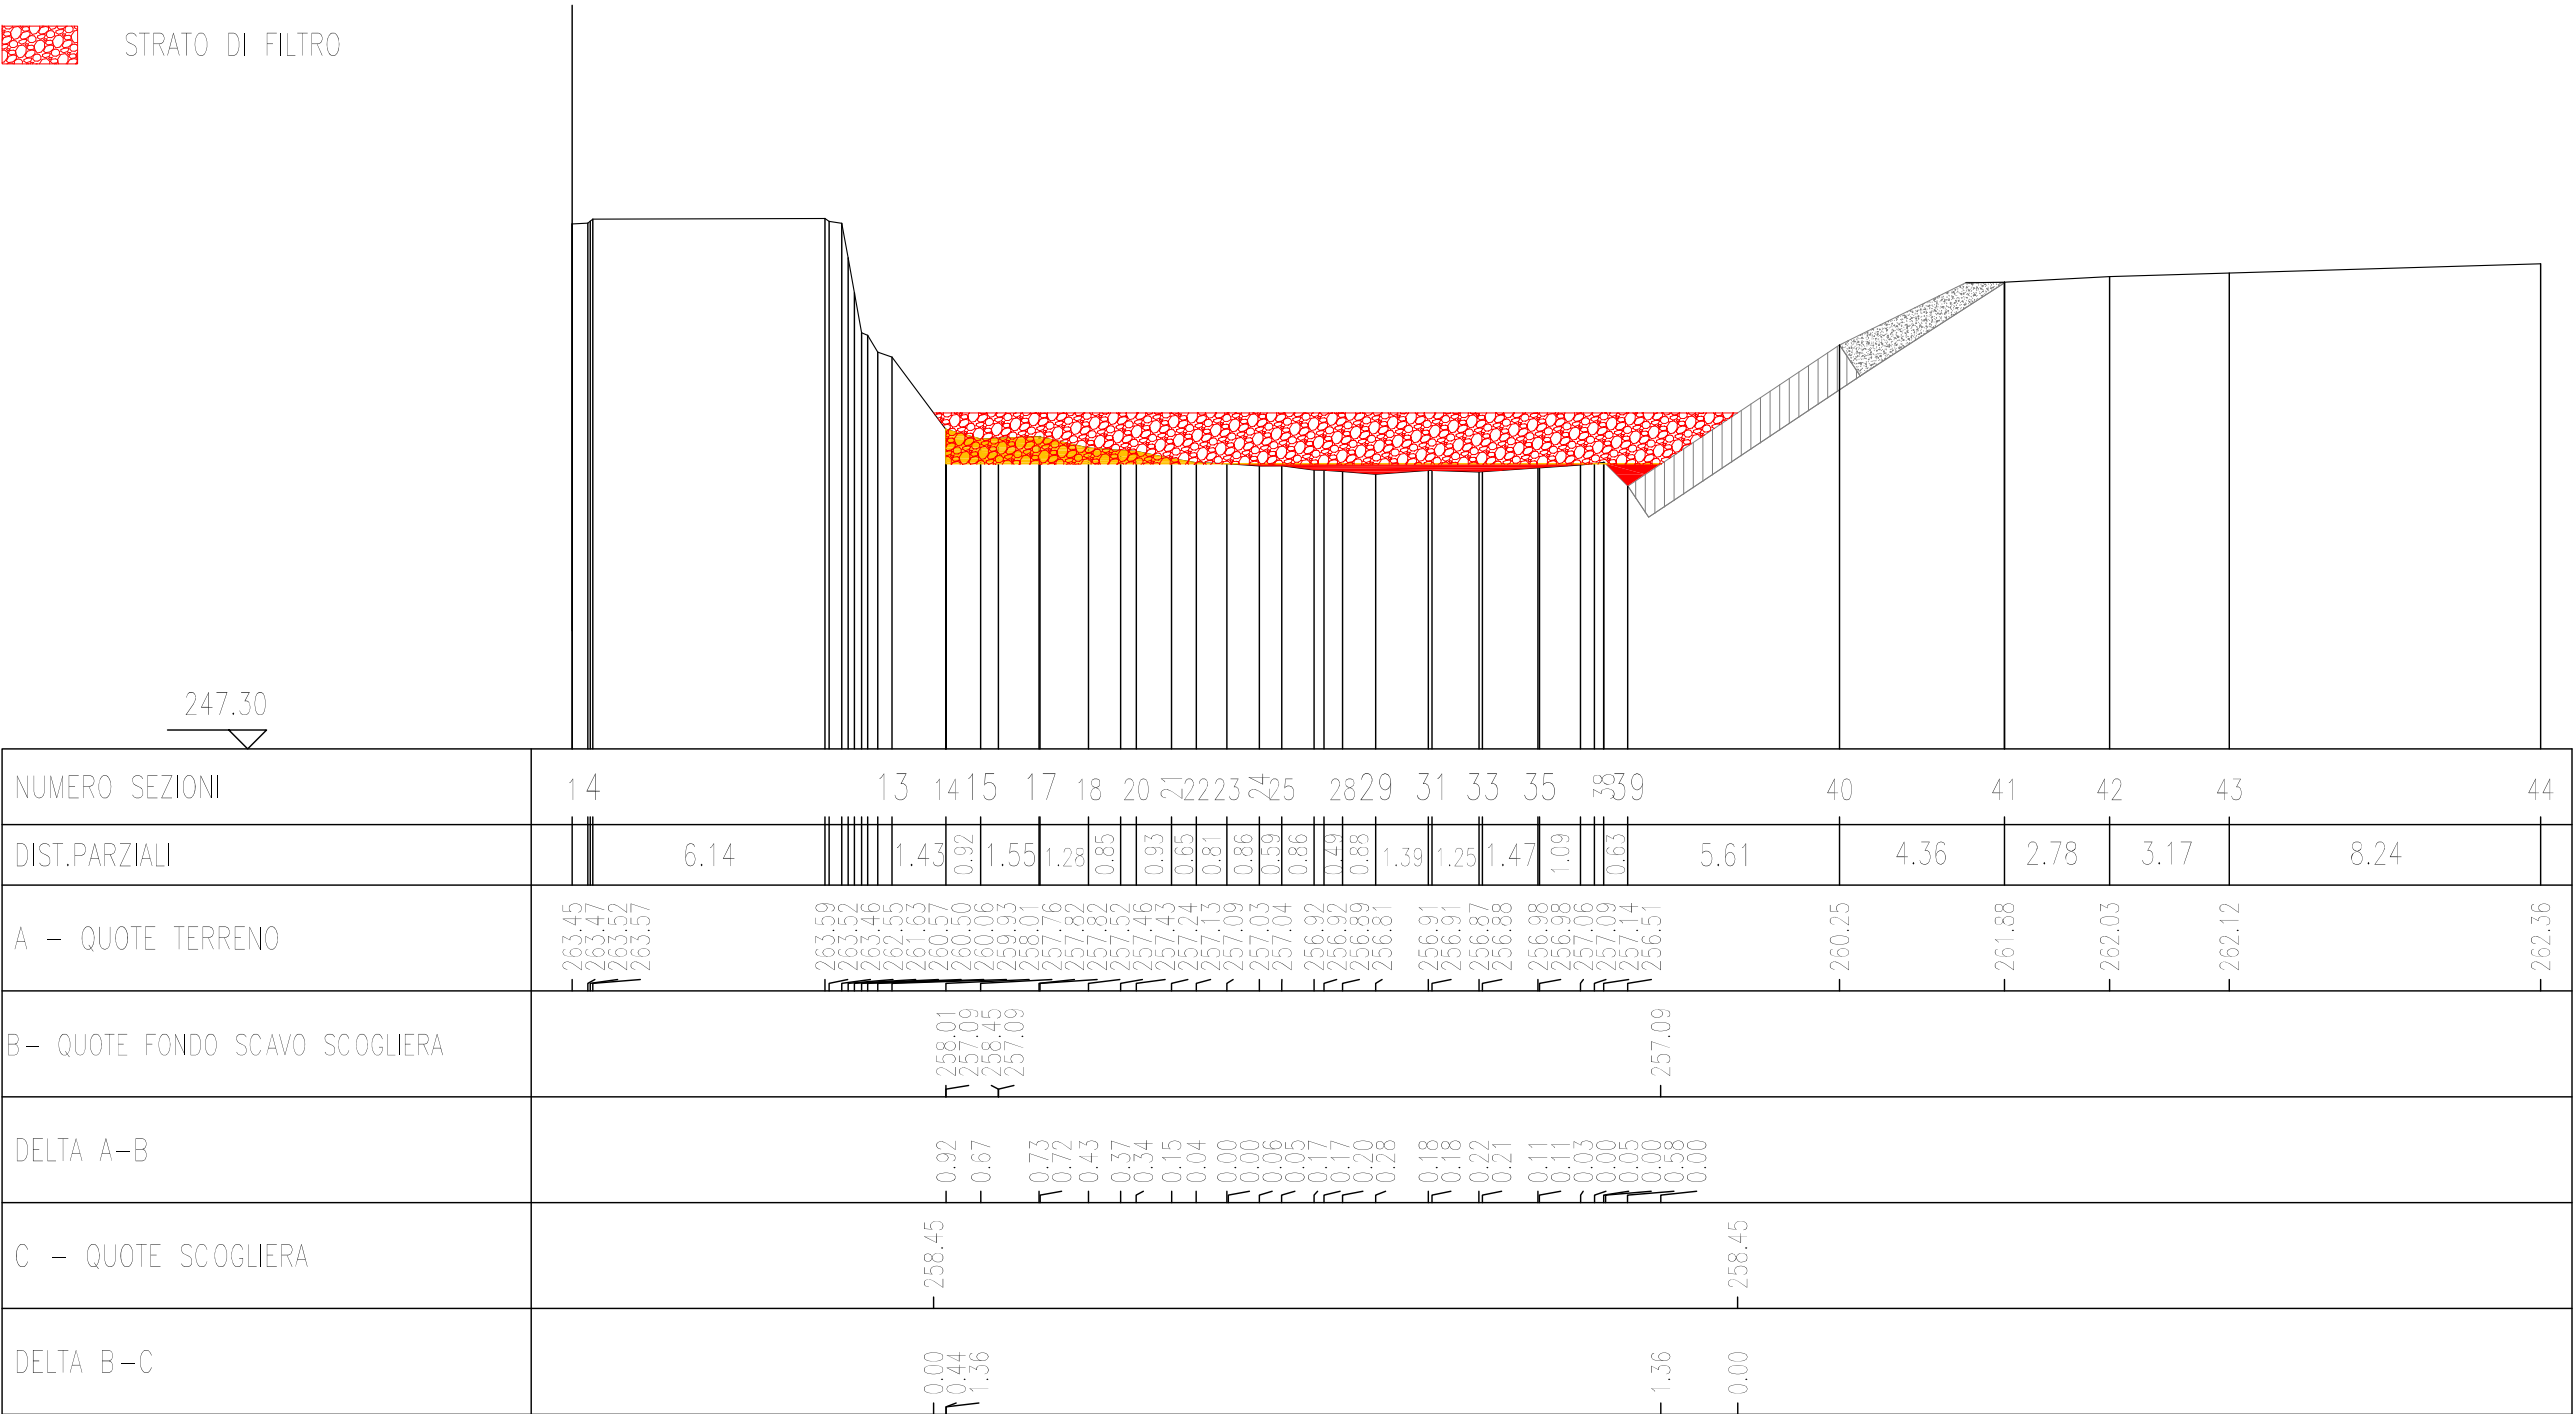 STRATO DI FILTRO
247.30
NUMERO SEZIONI 1 4 13 14 15 17 18 20 21 22 23 24 25 28 29 31 33 35 38 39 40 41 42 43 44
DIST.PARZIALI 6.14 1.43 0.92 1.55 1.28 0.85 0.93 0.65 0.81 0.86 0.59 0.86 0.49 0.88 1.39 1.25 1.47 1.09 0.63 5.61 4.36 2.78 3.17 8.24
A - QUOTE TERRENO 263.45 263.47 263.52 263.57 263.59 263.52 263.46 262.55 261.63 260.57 260.50 260.06 259.93 258.01 257.76 257.82 257.82 257.52 257.46 257.43 257.24 257.13 257.09 257.03 257.04 256.92 256.92 256.89 256.81 256.91 256.91 256.87 256.88 256.98 256.98 257.06 257.09 257.14 256.51 260.25 261.88 262.03 262.12 262.36
B- QUOTE FONDO SCAVO SCOGLIERA 258.01 257.09 258.45 257.09 257.09
DELTA A-B 0.92 0.67 0.73 0.72 0.43 0.37 0.34 0.15 0.04 0.00 0.00 0.06 0.05 0.17 0.17 0.20 0.28 0.18 0.18 0.22 0.21 0.11 0.11 0.03 0.00 0.05 0.00 0.58 0.00
C - QUOTE SCOGLIERA 258.45 258.45
DELTA B-C 0.00 0.44 1.36 1.36 0.00